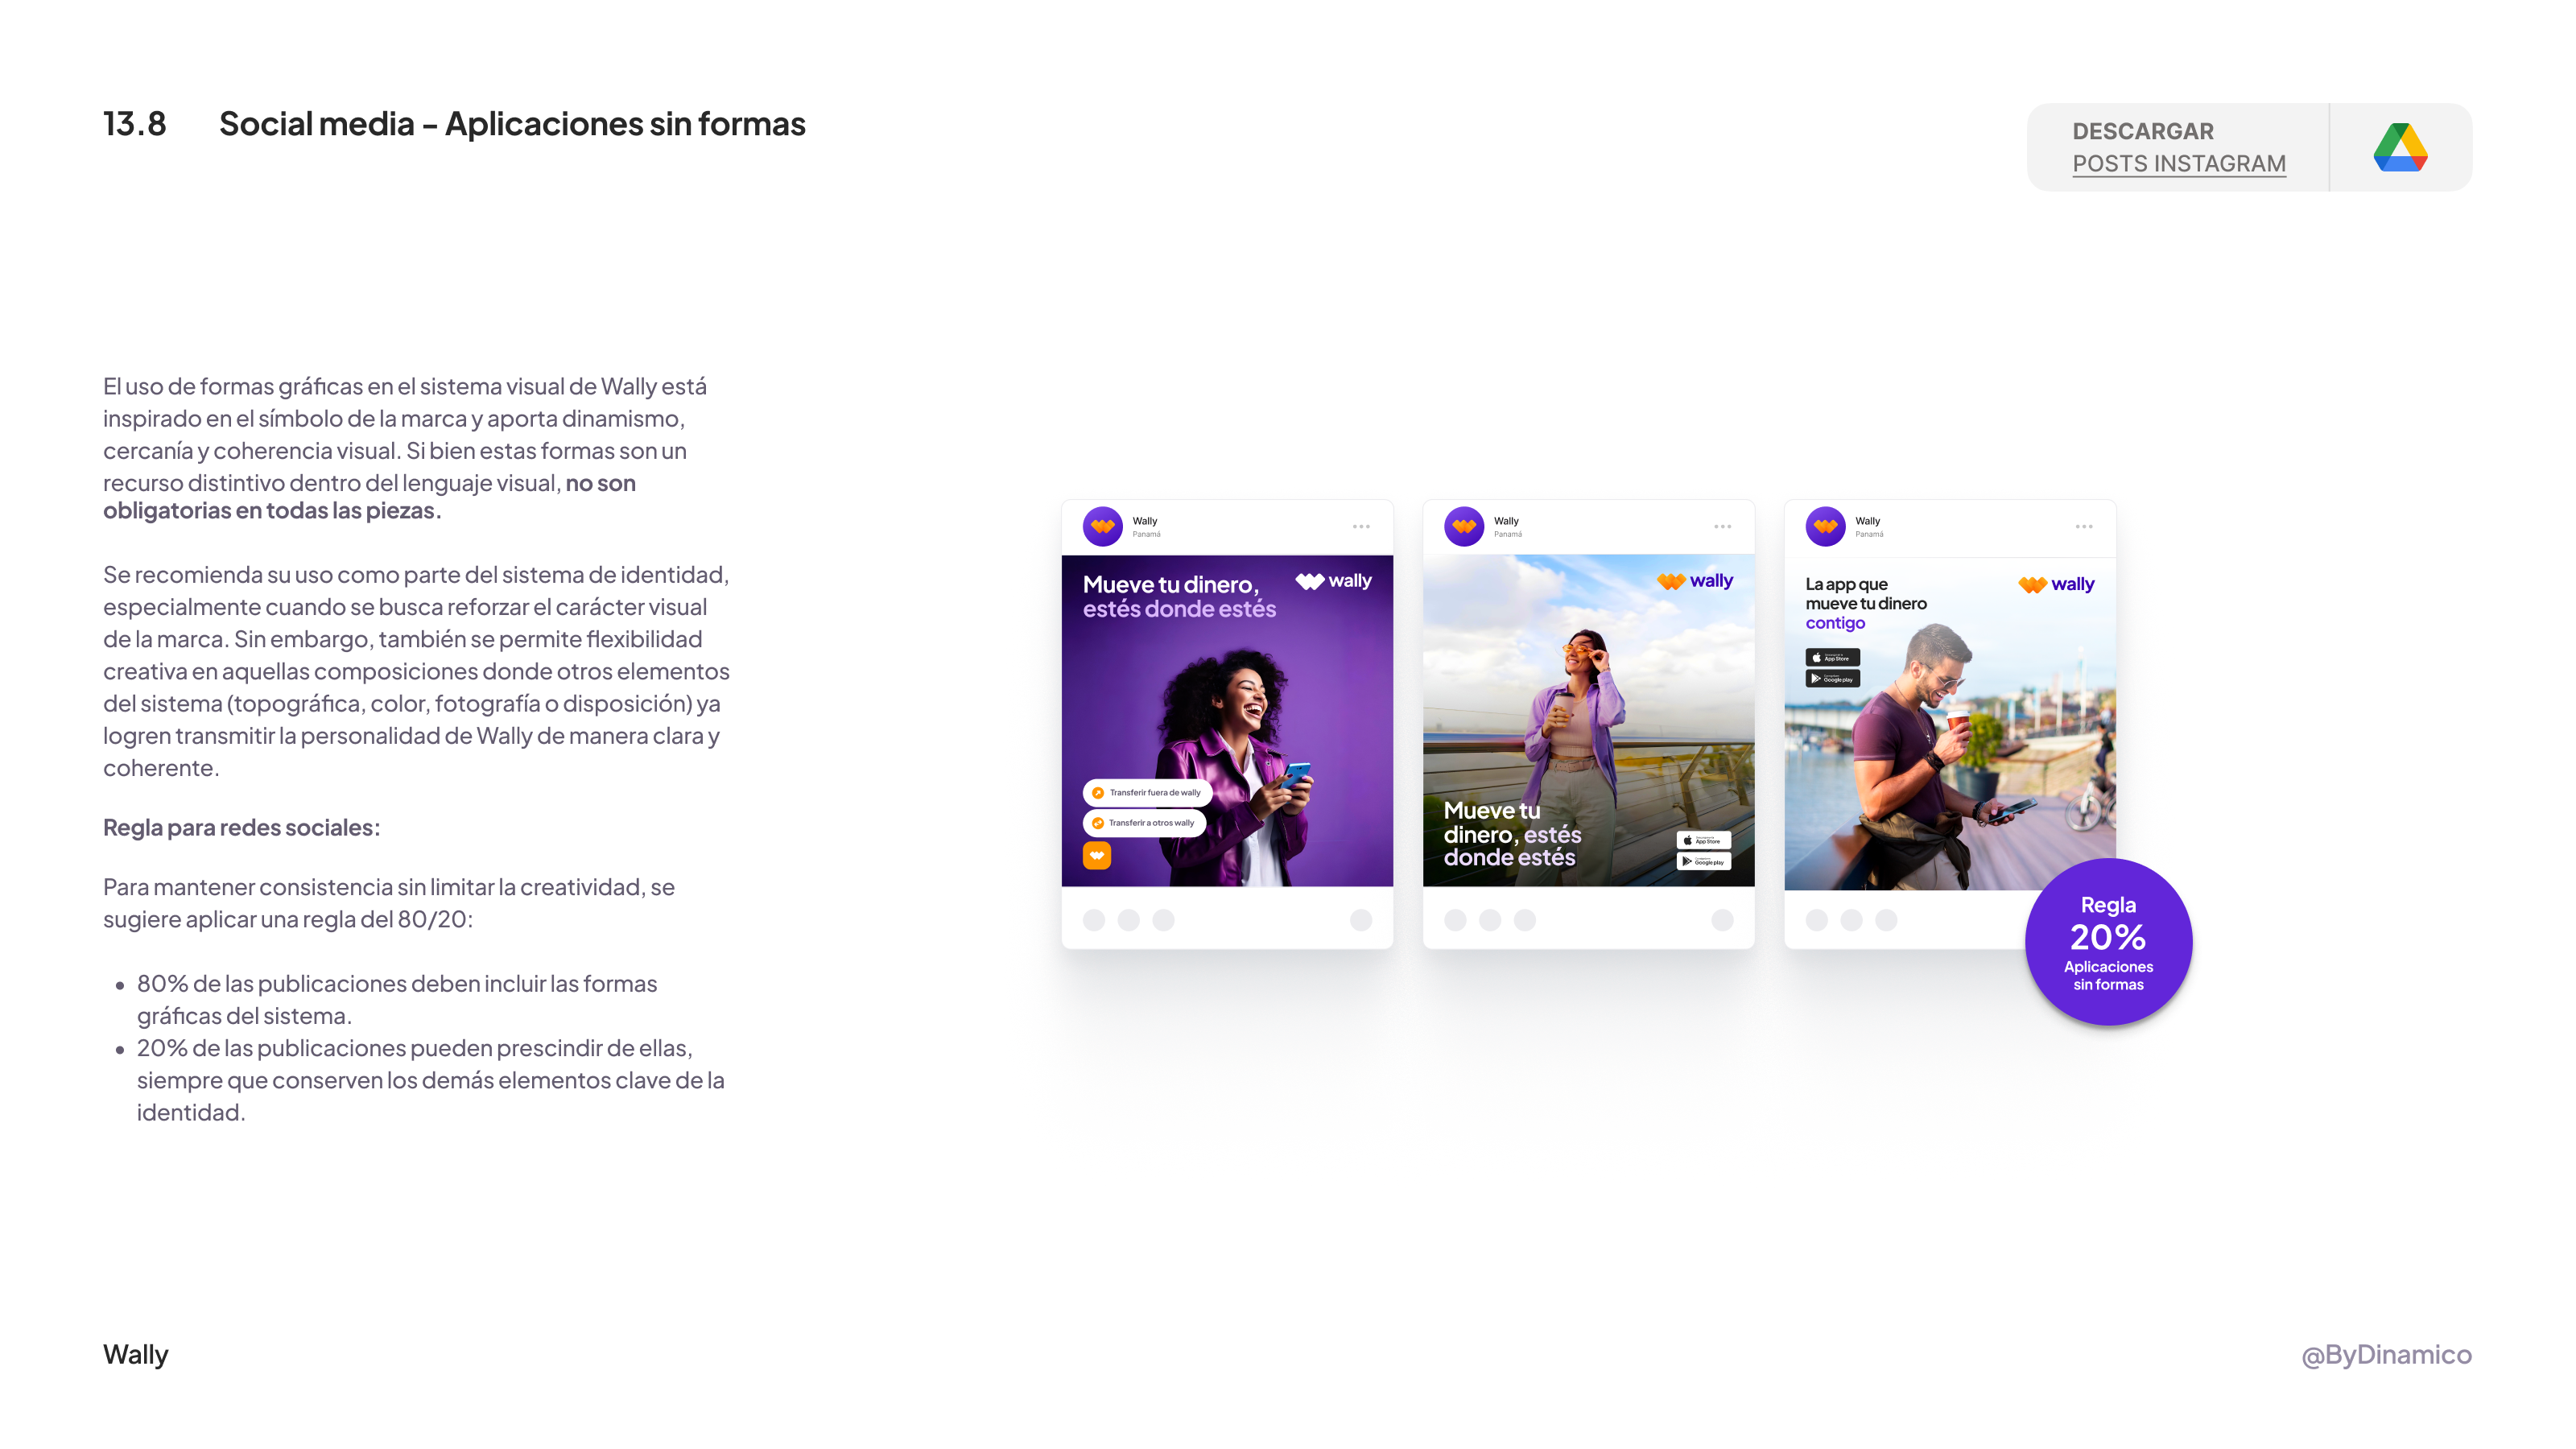 13.8 Social media – Aplicaciones sin formas
DESCARGAR
POSTS INSTAGRAM
El uso de formas gráficas en el sistema visual de Wally está
inspirado en el símbolo de la marca y aporta dinamismo,
cercanía y coherencia visual. Si bien estas formas son un
recurso distintivo dentro del lenguaje visual, no son
obligatorias en todas las piezas.
Se recomienda su uso como parte del sistema de identidad,
especialmente cuando se busca reforzar el carácter visual
de la marca. Sin embargo, también se permite flexibilidad
creativa en aquellas composiciones donde otros elementos
del sistema (topográfica, color, fotografía o disposición) ya
logren transmitir la personalidad de Wally de manera clara y
coherente.
Regla para redes sociales:
Para mantener consistencia sin limitar la creatividad, se
sugiere aplicar una regla del 80/20:
• 80% de las publicaciones deben incluir las formas
gráficas del sistema.
• 20% de las publicaciones pueden prescindir de ellas,
siempre que conserven los demás elementos clave de la
identidad.
Wally
Panamá
Mueve tu dinero,
estés donde estés
wally
Transferir fuera de wally
Transferir a otros wally
Wally
Panamá
wally
Mueve tu
dinero, estés
donde estés
App Store
Google play
Wally
Panamá
La app que
mueve tu dinero
contigo
wally
App Store
Google play
Regla
20%
Aplicaciones
sin formas
Wally
@ByDinamico